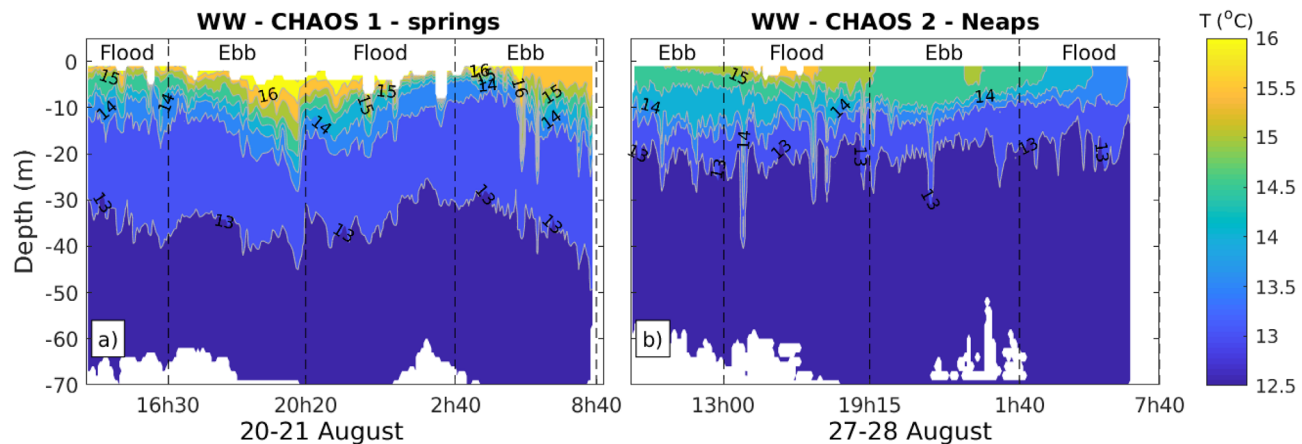 WW - CHAOS 1 - springs
WW - CHAOS 2 - Neaps
T (°C)
Flood
Ebb
Flood
Ebb
Ebb
Flood
Ebb
Flood
Depth (m)
0
-10
-20
-30
-40
-50
-60
-70
15
14
14
16
15
15
14
16
15
14
16
15
14
13
13
13
13
13
a)
15
14
14
14
14
13
13
13
13
13
13
13
b)
16
15.5
15
14.5
14
13.5
13
12.5
16h30
20h20
2h40
8h40
13h00
19h15
1h40
7h40
20-21 August
27-28 August